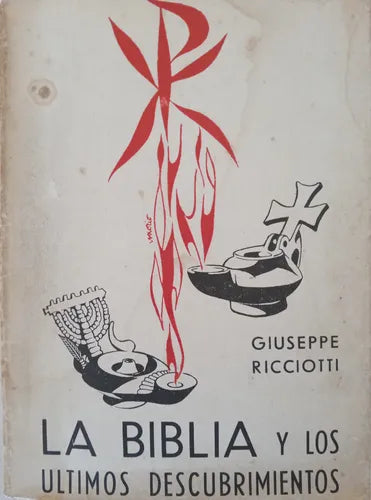 GIUSEPPE
RICCIOTTI
LA BIBLIA Y LOS
ULTIMOS DESCUBRIMIENTOS